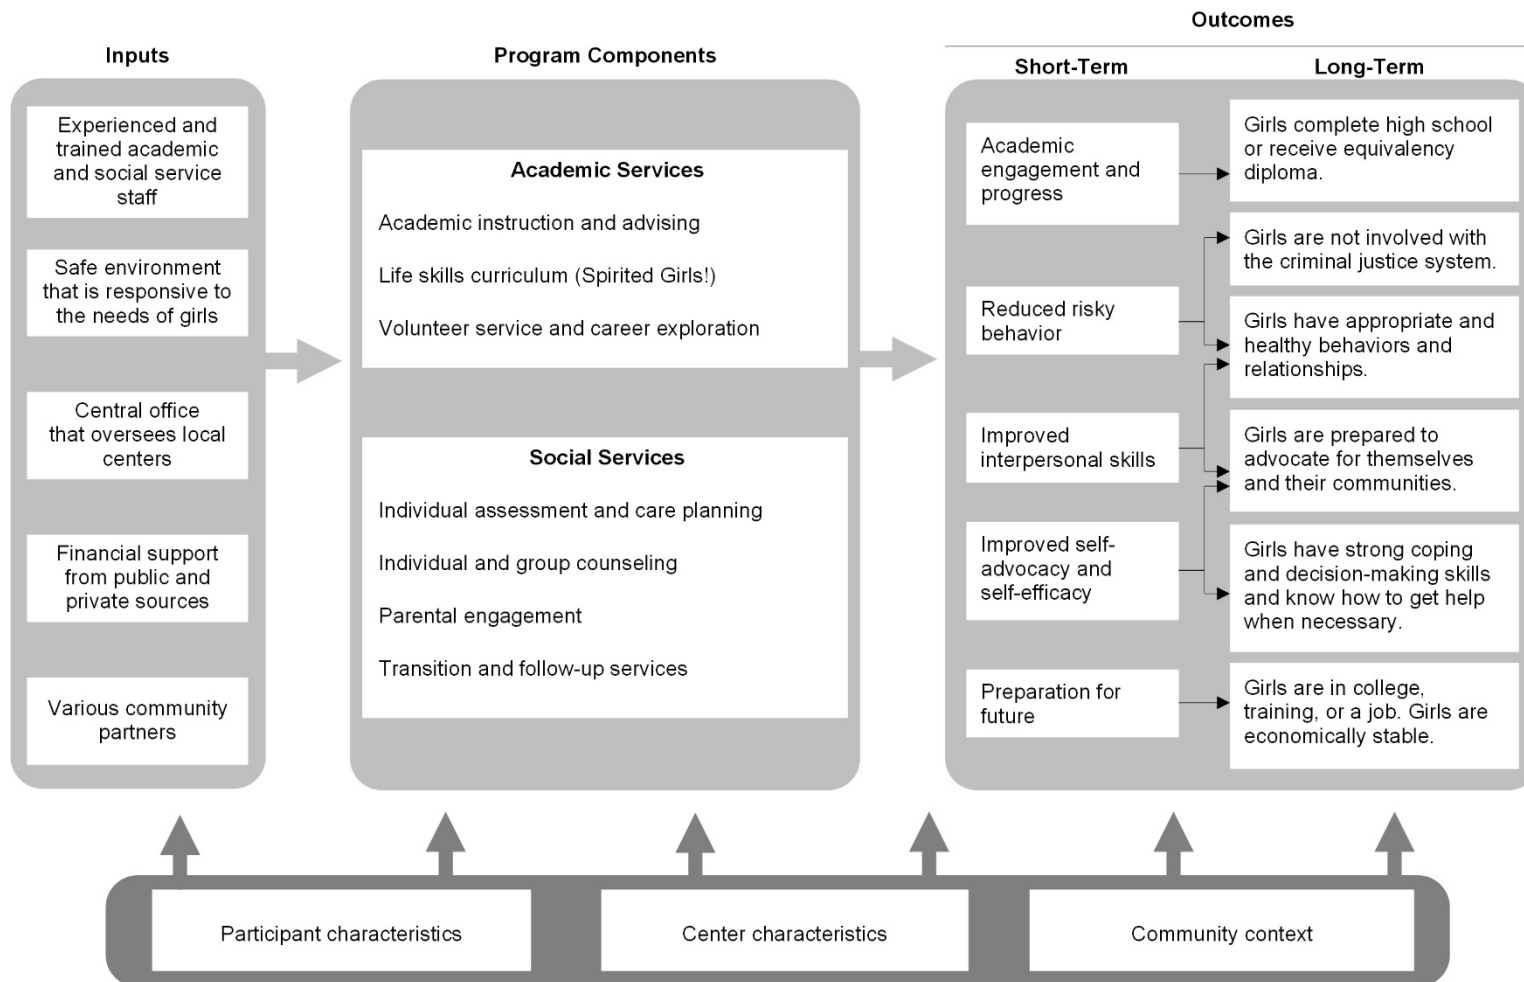 Outcomes
Inputs
Program Components
Short-Term
Long-Term
Experienced and
trained academic
and social service
staff
Safe environment
that is responsive to
the needs of girls
Central office
that oversees local
centers
Financial support
from public and
private sources
Various community
partners
Academic Services
Academic instruction and advising
Life skills curriculum (Spirited Girls!)
Volunteer service and career exploration
Social Services
Individual assessment and care planning
Individual and group counseling
Parental engagement
Transition and follow-up services
Academic
engagement and
progress
Reduced risky
behavior
Improved
interpersonal skills
Improved self-
advocacy and
self-efficacy
Preparation for
future
Girls complete high school
or receive equivalency
diploma.
Girls are not involved with
the criminal justice system.
Girls have appropriate and
healthy behaviors and
relationships.
Girls are prepared to
advocate for themselves
and their communities.
Girls have strong coping
and decision-making skills
and know how to get help
when necessary.
Girls are in college,
training, or a job. Girls are
economically stable.
Participant characteristics
Center characteristics
Community context